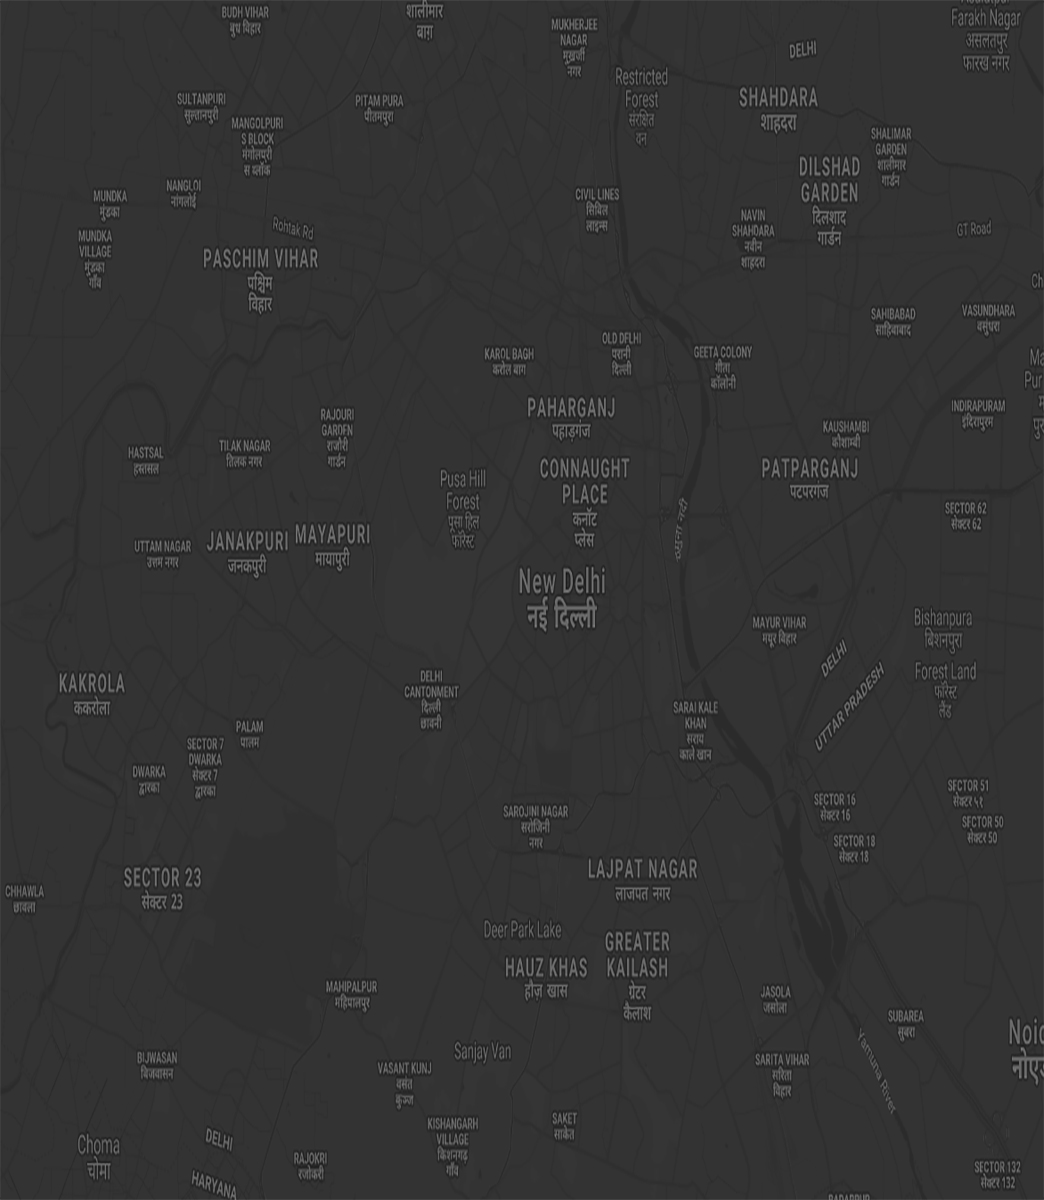 BUDH VIHAR
बुध विहार
शालीमार
बाग़
MUKHERJEE
NAGAR
मुखर्जी
नगर
Farakh Nagar
असलतपुर
फारख नगर
DELHI
Restricted
Forest
संरक्षित
वन
SHAHDARA
शाहदरा
SULTANPURI
सुल्तानपुरी
PITAM PURA
पीतमपुरा
MANGOLPURI
S BLOCK
मंगोलपुरी
स ब्लॉक
SHALIMAR
GARDEN
शालीमार
गार्डन
DILSHAD
GARDEN
दिलशाद
गार्डन
NANGLOI
नांगलोई
MUNDKA
मुंडका
CIVIL LINES
सिविल
लाइन्स
NAVIN
SHAHDARA
नवीन
शाहदरा
Rohtak Rd
GT Road
MUNDKA
VILLAGE
मुंडका
गाँव
PASCHIM VIHAR
पश्चिम
विहार
SAHIBABAD
साहिबाबाद
VASUNDHARA
वसुंधरा
KAROL BAGH
करोल बाग
OLD DELHI
पुरानी
दिल्ली
GEETA COLONY
गीता
कॉलोनी
PAHARGANJ
पहाड़गंज
RAJOURI
GARDEN
राजौरी
गार्डन
INDIRAPURAM
इंदिरापुरम
KAUSHAMBI
कौशाम्बी
HASTSAL
हस्तसल
TILAK NAGAR
तिलक नगर
Pusa Hill
Forest
पूसा हिल
फॉरेस्ट
CONNAUGHT
PLACE
कनॉट
प्लेस
PATPARGANJ
पटपरगंज
SECTOR 62
सेक्टर 62
यमुना नदी
UTTAM NAGAR
उत्तम नगर
JANAKPURI
जनकपुरी
MAYAPURI
मायापुरी
New Delhi
नई दिल्ली
MAYUR VIHAR
मयूर विहार
Bishanpura
बिशनपुरा
DELHI
UTTAR PRADESH
Forest Land
फॉरेस्ट
लैंड
KAKROLA
ककरोला
DELHI
CANTONMENT
दिल्ली
छावनी
SARAI KALE
KHAN
सराय
काले खान
PALAM
पालम
SECTOR 7
DWARKA
सेक्टर 7
द्वारका
DWARKA
द्वारका
SECTOR 51
सेक्टर ५१
SECTOR 50
सेक्टर 50
SECTOR 16
सेक्टर 16
SECTOR 18
सेक्टर 18
SAROJINI NAGAR
सरोजिनी
नगर
LAJPAT NAGAR
लाजपत नगर
SECTOR 23
सेक्टर 23
CHHAWLA
छावला
Deer Park Lake
GREATER
KAILASH
ग्रेटर
कैलाश
HAUZ KHAS
हौज़ खास
MAHIPALPUR
महिपालपुर
JASOLA
जसोला
SUBAREA
सुबरा
Yamuna River
Sanjay Van
BIJWASAN
बिजवासन
VASANT KUNJ
वसंत
कुञ्ज
SARITA VIHAR
सरिता
विहार
KISHANGARH
VILLAGE
किशनगढ़
गाँव
SAKET
साकेत
Choma
चोमा
DELHI
HARYANA
RAJOKRI
रजोकरी
SECTOR 132
सेक्टर 132